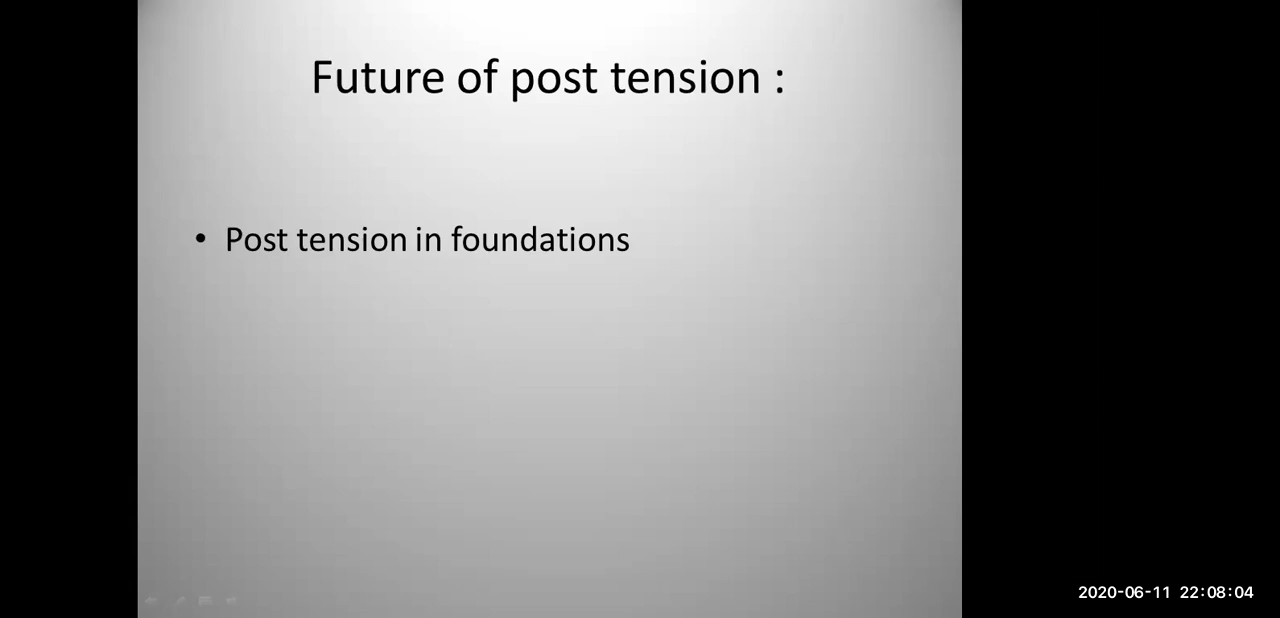 Future of post tension :
• Post tension in foundations
2020-06-11 22:08:04